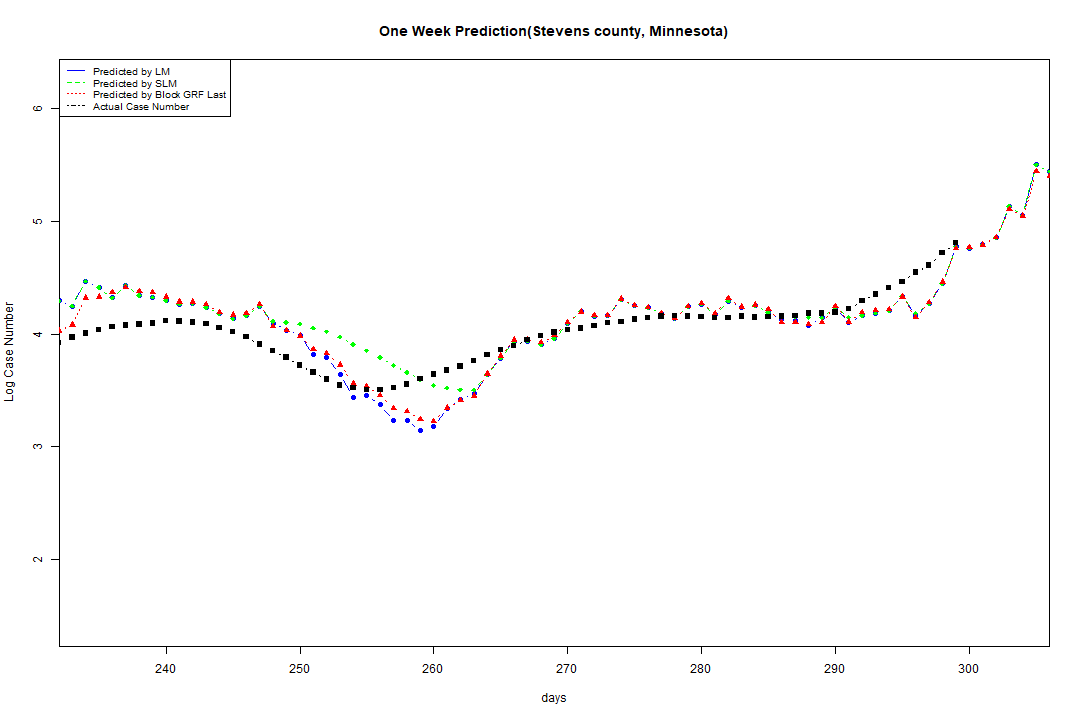 One Week Prediction(Stevens county, Minnesota)
Predicted by LM
Predicted by SLM
Predicted by Block GRF Last
Actual Case Number
6
5
4
3
2
Log Case Number
240 250 260 270 280 290 300
days